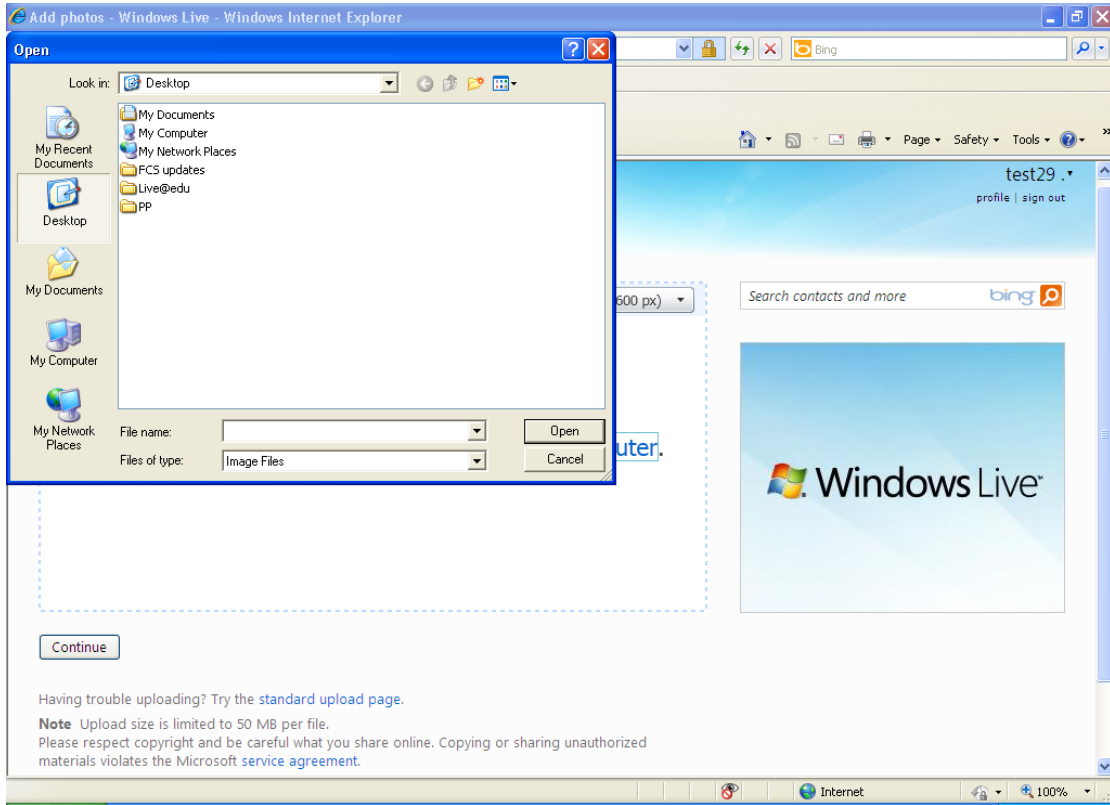 Add photos - Windows Live - Windows Internet Explorer
Open
Bing
Look in:
Desktop
My Documents
My Computer
My Network Places
FCS updates
Live@edu
PP
My Recent
Documents
Desktop
My Documents
My Computer
My Network
Places
File name:
Open
Files of type:
Image Files
Cancel
Page
Safety
Tools
test29 .
profile | sign out
600 px)
Search contacts and more
bing
uter.
Windows Live
Continue
Having trouble uploading? Try the standard upload page.
Note Upload size is limited to 50 MB per file.
Please respect copyright and be careful what you share online. Copying or sharing unauthorized
materials violates the Microsoft service agreement.
Internet
100%